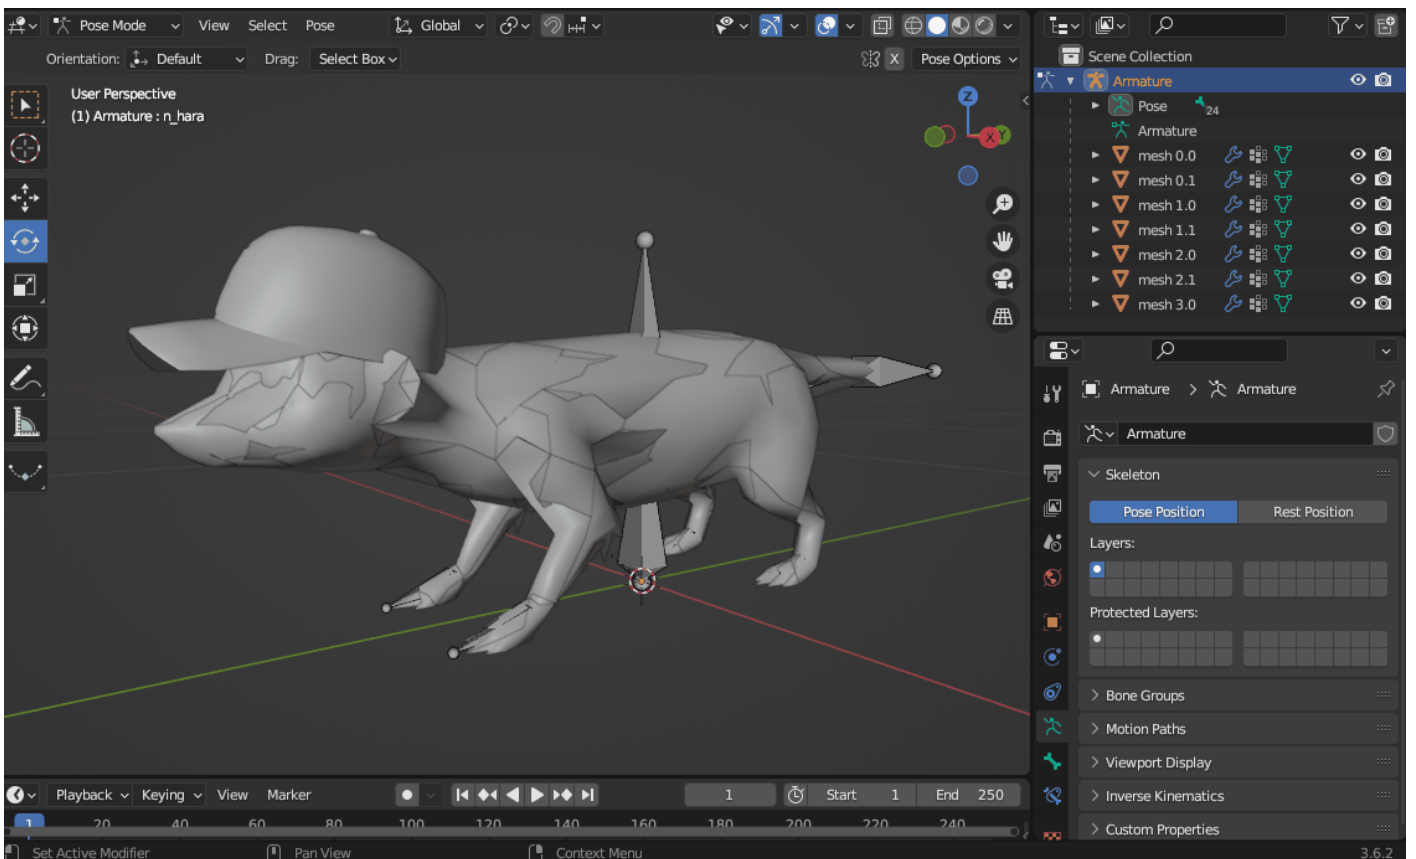 Pose Mode View Select Pose Global
Orientation: Default Drag: Select Box X Pose Options
User Perspective
(1) Armature : n_hara
Z
X Y
Scene Collection
Armature
Pose 24
Armature
mesh 0.0
mesh 0.1
mesh 1.0
mesh 1.1
mesh 2.0
mesh 2.1
mesh 3.0
Armature > Armature
Armature
Skeleton
Pose Position Rest Position
Layers:
Protected Layers:
Bone Groups
Motion Paths
Viewport Display
Inverse Kinematics
Custom Properties
Playback Keying View Marker 1 Start 1 End 250
1 20 40 60 80 100 120 140 160 180 200 220 240
Set Active Modifier Pan View Context Menu 3.6.2